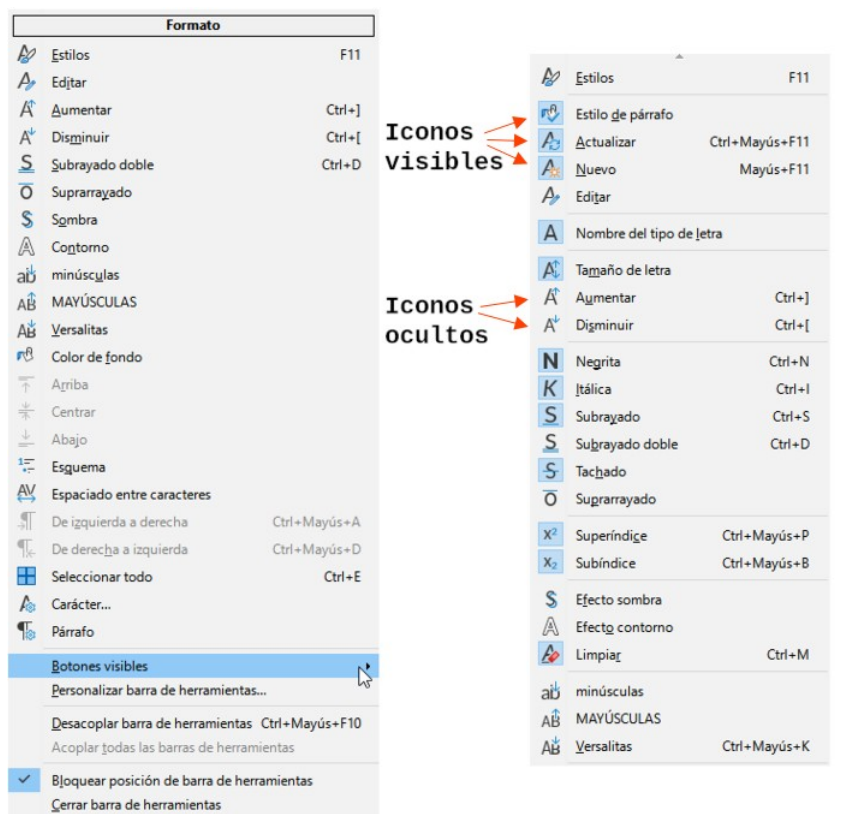 Formato
Estilos F11
Editar
Aumentar Ctrl+]
Disminuir Ctrl+[
Subrayado doble Ctrl+D
Suprarrayado
Sombra
Contorno
minúsculas
MAYÚSCULAS
Versalitas
Color de fondo
Arriba
Centrar
Abajo
Esquema
Espaciado entre caracteres
De izquierda a derecha Ctrl+Mayús+A
De derecha a izquierda Ctrl+Mayús+D
Seleccionar todo Ctrl+E
Carácter...
Párrafo
Botones visibles
Personalizar barra de herramientas...
Desacoplar barra de herramientas Ctrl+Mayús+F10
Acoplar todas las barras de herramientas
Bloquear posición de barra de herramientas
Cerrar barra de herramientas
Iconos
visibles
Iconos
ocultos
Estilos F11
Estilo de párrafo
Actualizar Ctrl+Mayús+F11
Nuevo Mayús+F11
Editar
Nombre del tipo de letra
Tamaño de letra
Aumentar Ctrl+]
Disminuir Ctrl+[
Negrita Ctrl+N
Itálica Ctrl+I
Subrayado Ctrl+S
Subrayado doble Ctrl+D
Tachado
Suprarrayado
Superíndice Ctrl+Mayús+P
Subíndice Ctrl+Mayús+B
Efecto sombra
Efecto contorno
Limpiar Ctrl+M
minúsculas
MAYÚSCULAS
Versalitas Ctrl+Mayús+K